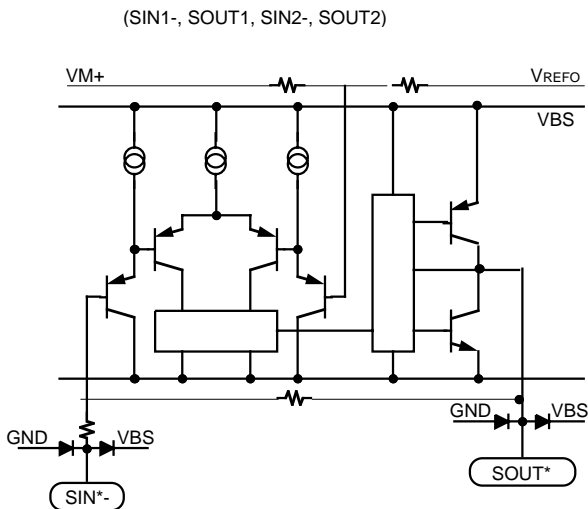 (SIN1-, SOUT1, SIN2-, SOUT2)
VM+
VREFO
VBS
GND
VBS
GND
VBS
SOUT*
SIN*-